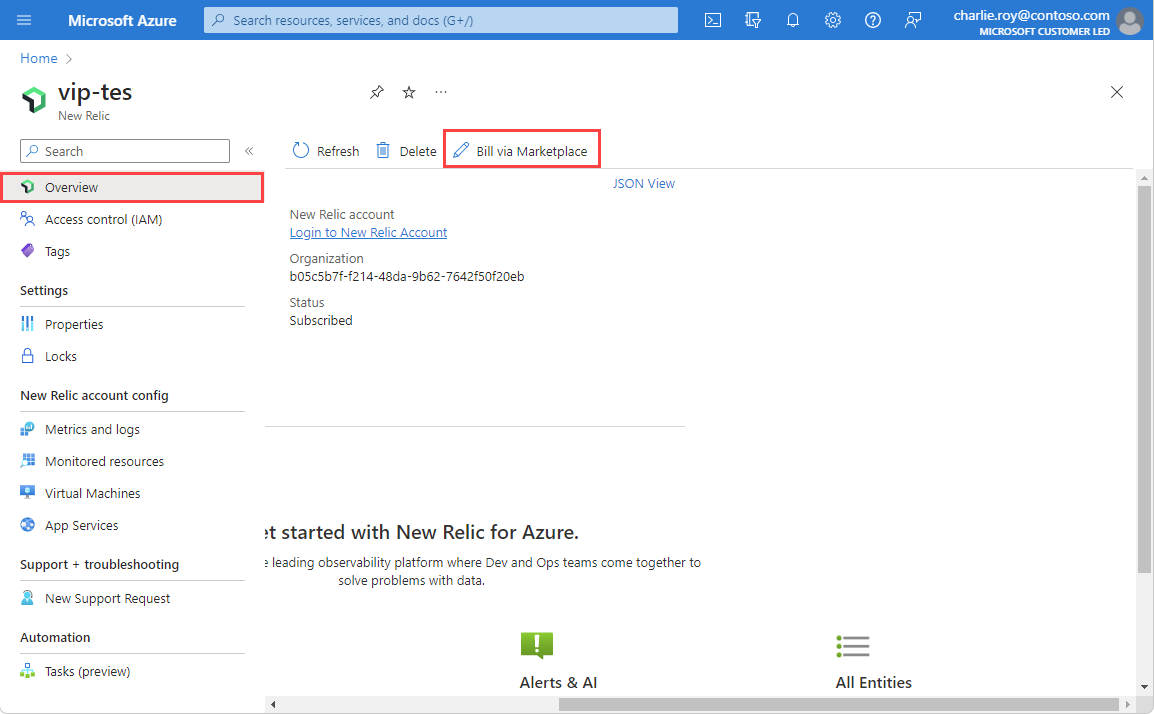 Microsoft Azure
Search resources, services, and docs (G+/)
charlie.roy@contoso.com
MICROSOFT CUSTOMER LED
Home
vip-tes
New Relic
Search
Refresh
Delete
Bill via Marketplace
Overview
Access control (IAM)
Tags
Settings
Properties
Locks
New Relic account config
Metrics and logs
Monitored resources
Virtual Machines
App Services
Support + troubleshooting
New Support Request
Automation
Tasks (preview)
JSON View
New Relic account
Login to New Relic Account
Organization
b05c5b7f-f214-48da-9b62-7642f50f20eb
Status
Subscribed
et started with New Relic for Azure.
e leading observability platform where Dev and Ops teams come together to
solve problems with data.
Alerts & AI
All Entities